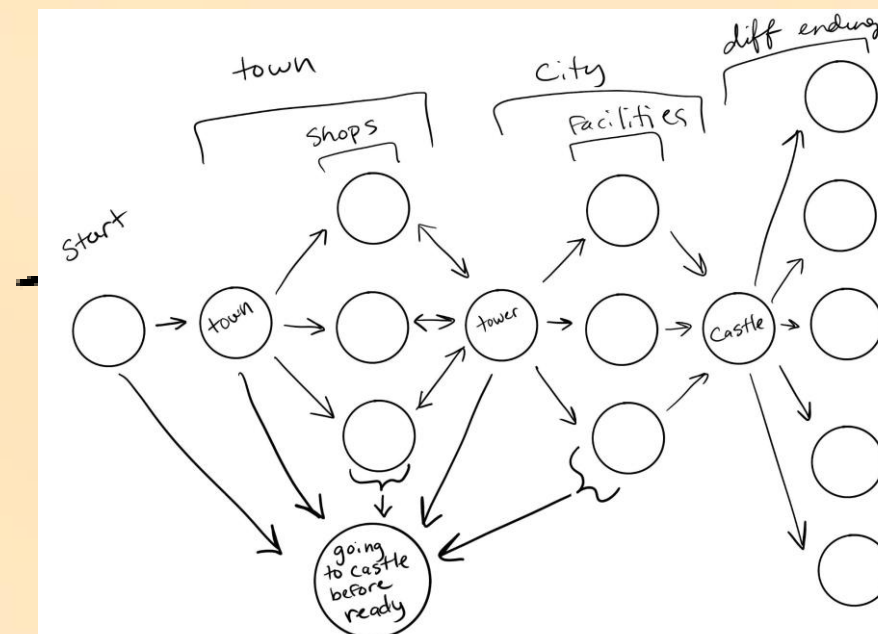 town
City
diff ending
shops
Facilities
Start
town
tower
Castle
going
to castle
before
ready